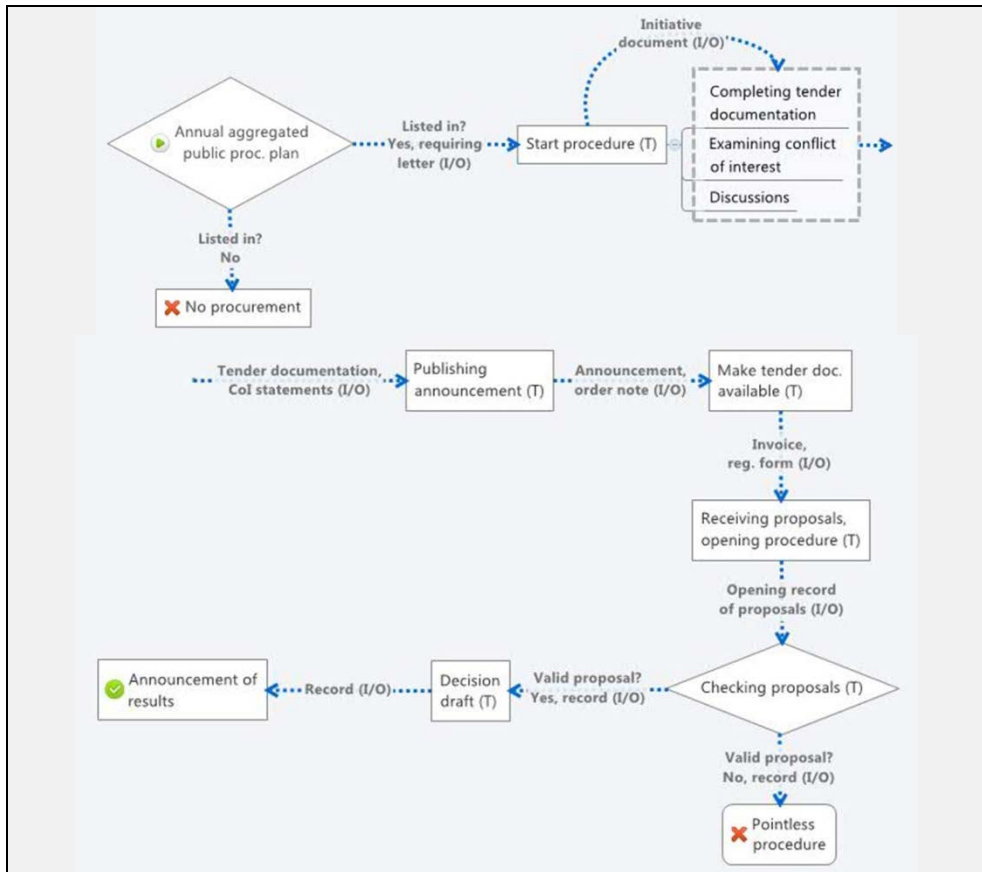 Initiative
document (I/O)
Annual aggregated
public proc. plan
Listed in?
Yes, requiring
letter (I/O)
Start procedure (T)
Completing tender
documentation
Examining conflict
of interest
Discussions
Listed in?
No
No procurement
Tender documentation,
CoI statements (I/O)
Publishing
announcement (T)
Announcement,
order note (I/O)
Make tender doc.
available (T)
Invoice,
reg. form (I/O)
Receiving proposals,
opening procedure (T)
Opening record
of proposals (I/O)
Checking proposals (T)
Valid proposal?
Yes, record (I/O)
Decision
draft (T)
Record (I/O)
Announcement of
results
Valid proposal?
No, record (I/O)
Pointless
procedure